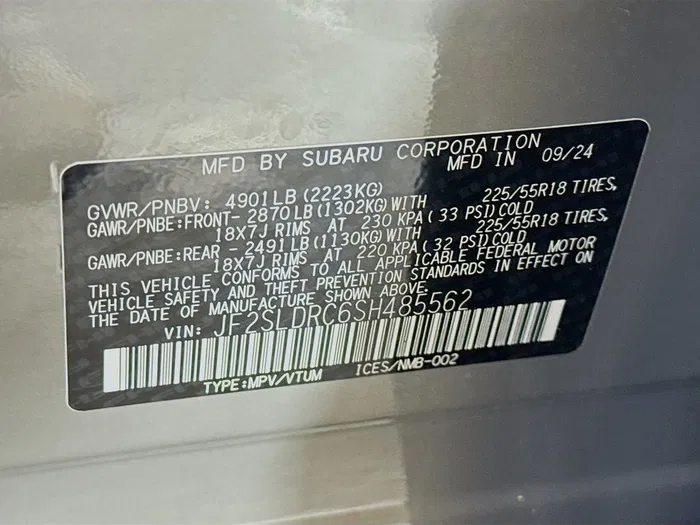 MFD BY SUBARU CORPORATION
MFD IN 09/24
GVWR/PNBV: 4901LB (2223KG)
GAWR/PNBE:FRONT- 2870LB(1302KG)WITH 225/55R18 TIRES,
18X7J RIMS AT 230 KPA( 33 PSI)COLD
GAWR/PNBE:REAR - 2491LB(1130KG)WITH 225/55R18 TIRES,
18X7J RIMS AT 220 KPA( 32 PSI)COLD
THIS VEHICLE CONFORMS TO ALL APPLICABLE FEDERAL MOTOR
VEHICLE SAFETY AND THEFT PREVENTION STANDARDS IN EFFECT ON
THE DATE OF MANUFACTURE SHOWN ABOVE.
VIN: JF2SLDRC6SH485562
TYPE:MPV/VTUM ICES/NMB-002